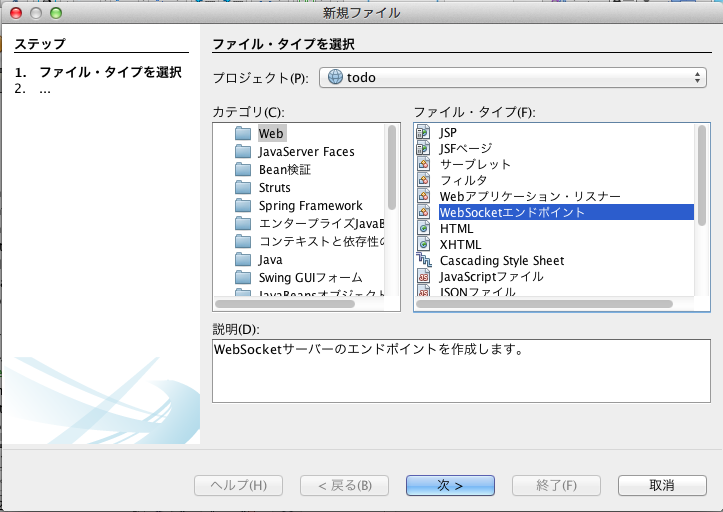 新規ファイル
ステップ
1. ファイル・タイプを選択
2. ...
ファイル・タイプを選択
プロジェクト(P):
todo
カテゴリ(C):
Web
JavaServer Faces
Bean検証
Struts
Spring Framework
エンタープライズJavaB
コンテキストと依存性の
Java
Swing GUIフォーム
JavaBeansオブジェクト
ファイル・タイプ(F):
JSP
JSFページ
サーブレット
フィルタ
Webアプリケーション・リスナー
WebSocketエンドポイント
HTML
XHTML
Cascading Style Sheet
JavaScriptファイル
JSONファイル
説明(D):
WebSocketサーバーのエンドポイントを作成します。
ヘルプ(H)
< 戻る(B)
次 >
終了(F)
取消